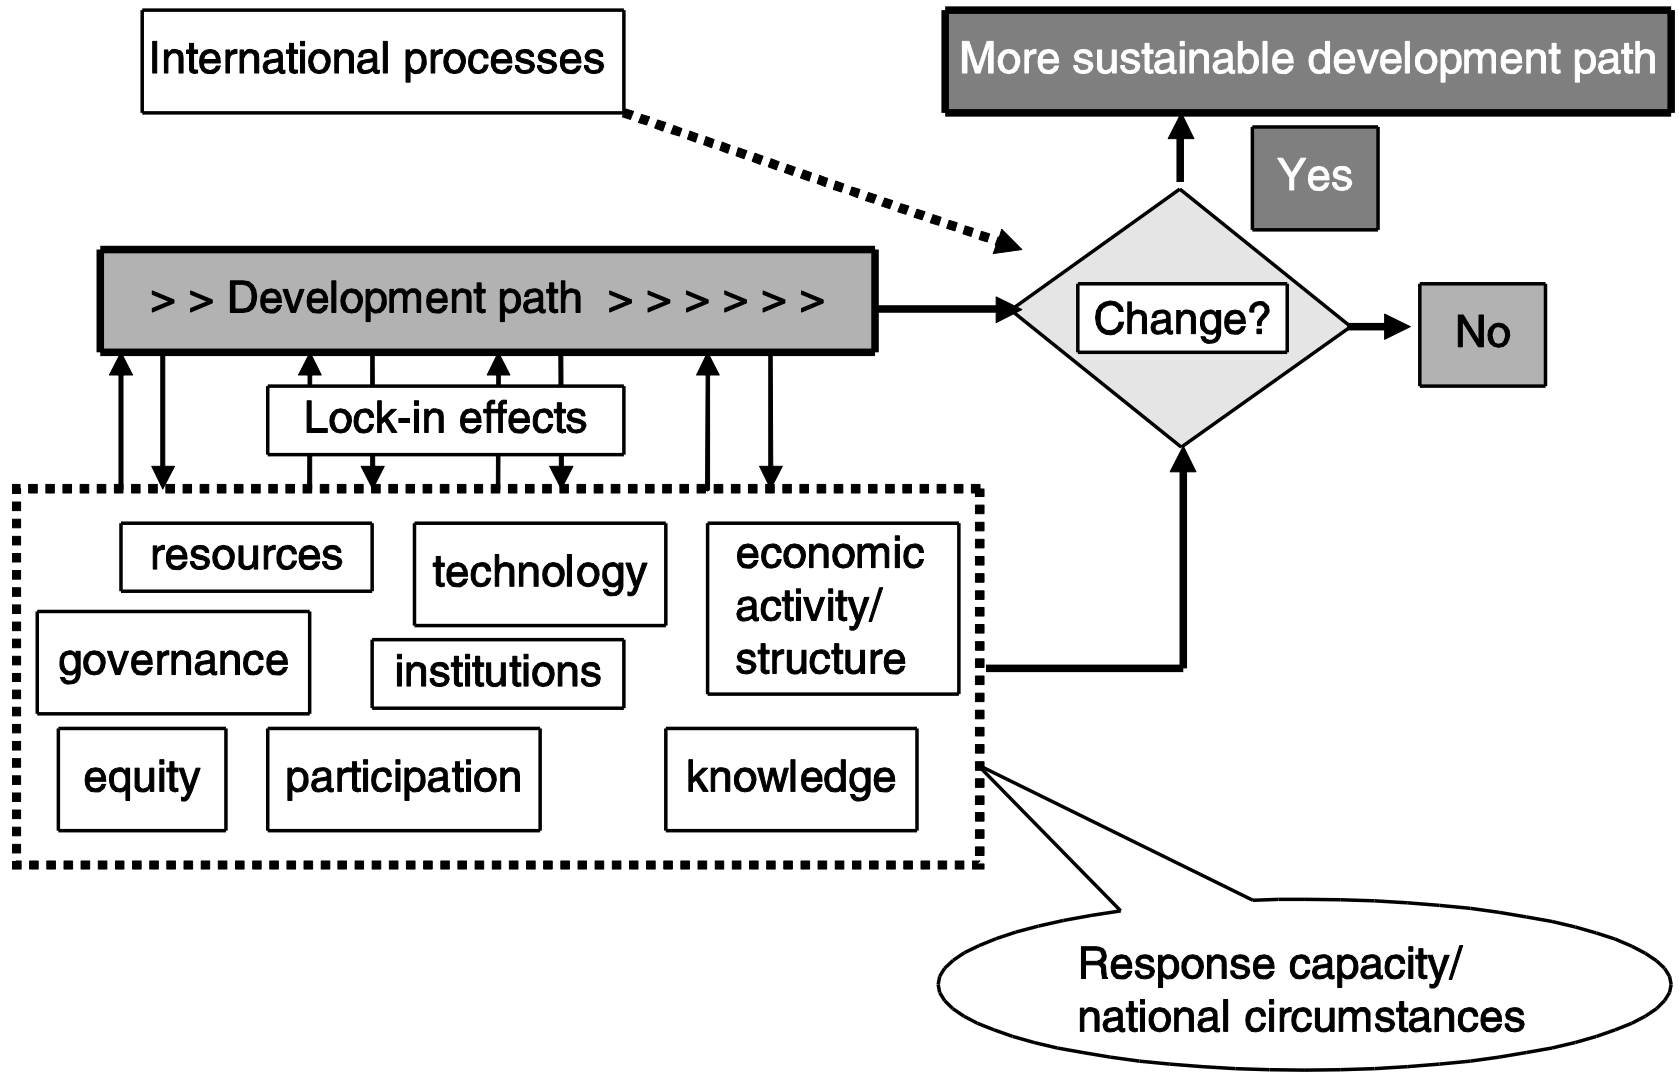 International processes
More sustainable development path
Yes
> > Development path > > > > > >
Change?
No
Lock-in effects
resources
technology
economic
activity/
structure
governance
institutions
equity
participation
knowledge
Response capacity/
national circumstances